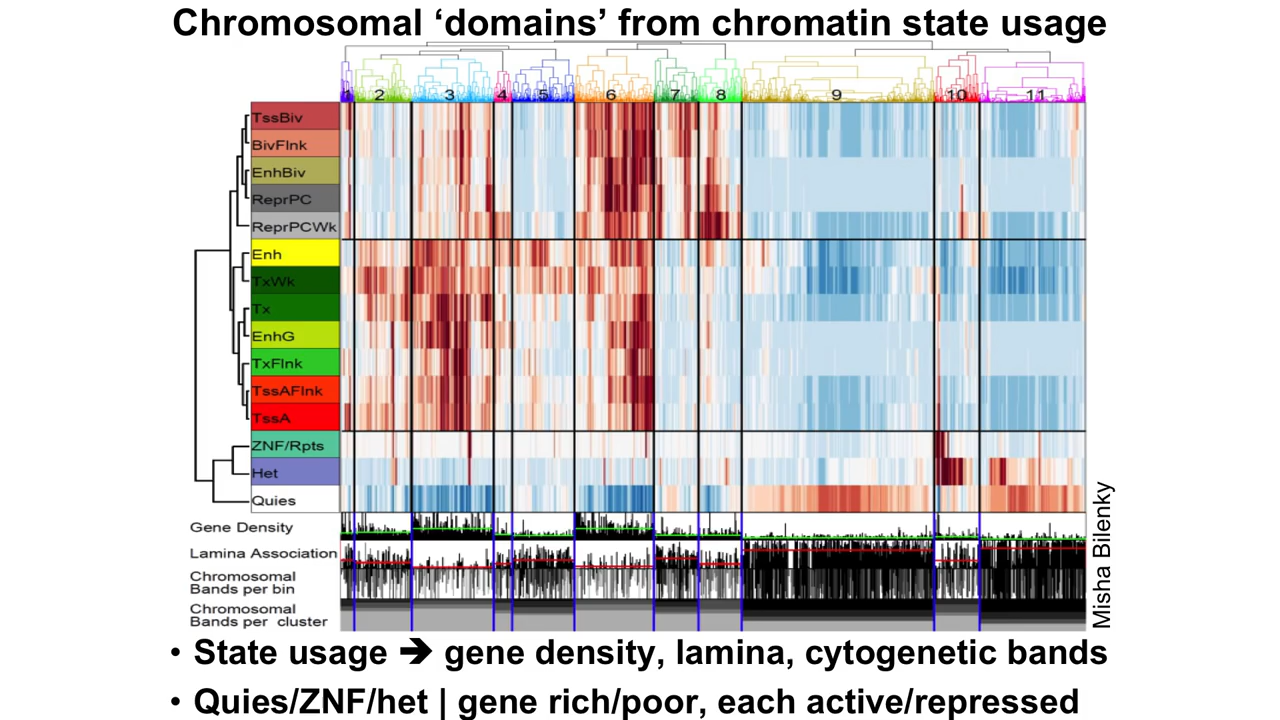 Chromosomal ‘domains’ from chromatin state usage
1 2 3 4 5 6 7 8 9 10 11
TssBiv
BivFlnk
EnhBiv
ReprPC
ReprPCWk
Enh
TxWk
Tx
EnhG
TxFlnk
TssAFlnk
TssA
ZNF/Rpts
Het
Quies
Gene Density
Lamina Association
Chromosomal
Bands per bin
Chromosomal
Bands per cluster
Misha Bilenky
• State usage ➔ gene density, lamina, cytogenetic bands
• Quies/ZNF/het | gene rich/poor, each active/repressed